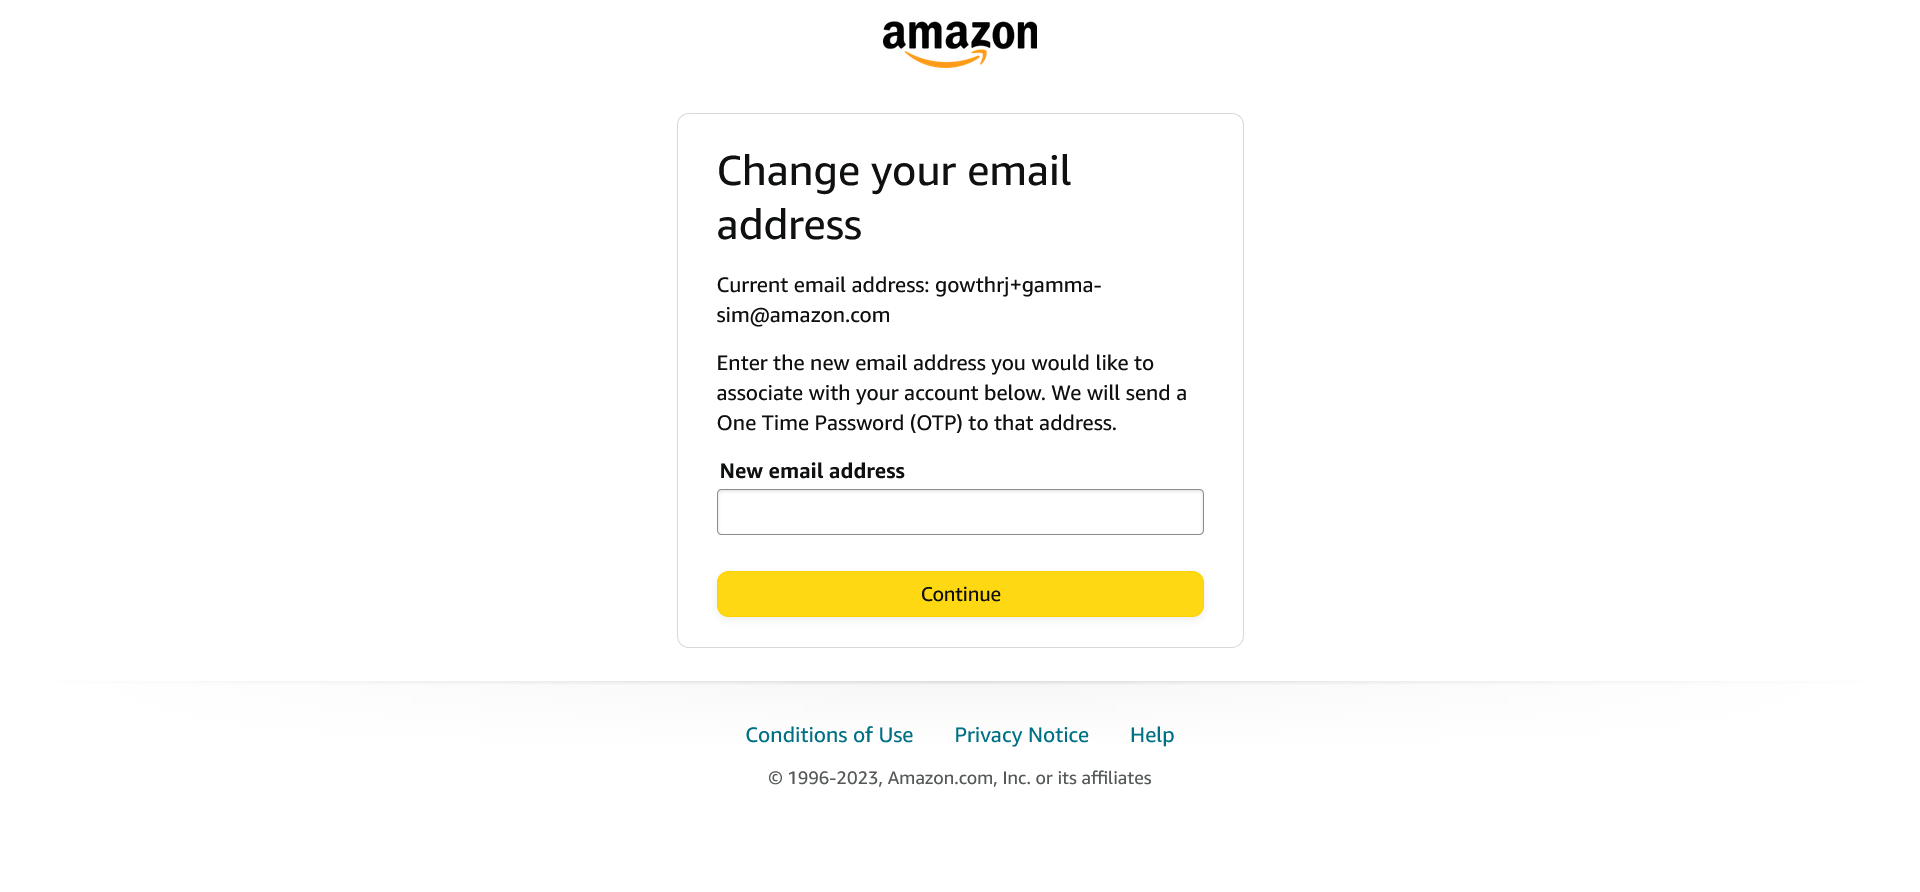 amazon
Change your email
address
Current email address: gowthrj+gamma-
sim@amazon.com
Enter the new email address you would like to
associate with your account below. We will send a
One Time Password (OTP) to that address.
New email address
Continue
Conditions of Use Privacy Notice Help
© 1996-2023, Amazon.com, Inc. or its affiliates